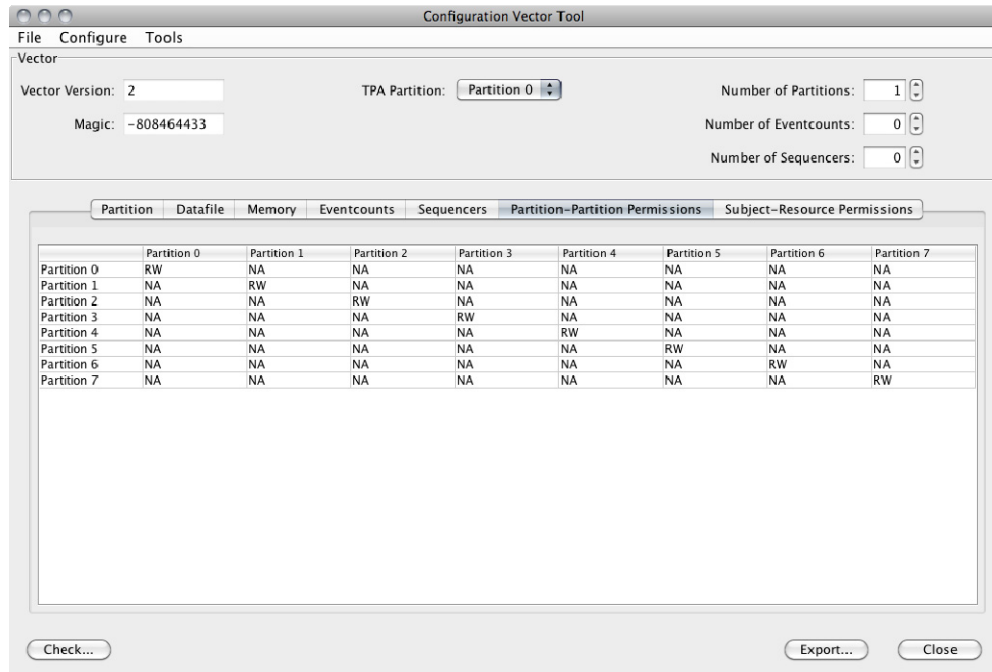 Configuration Vector Tool
File Configure Tools
Vector
Vector Version: 2 TPA Partition: Partition 0 Number of Partitions: 1
Magic: -808464433 Number of Eventcounts: 0
Number of Sequencers: 0
Partition Datafile Memory Eventcounts Sequencers Partition-Partition Permissions Subject-Resource Permissions
Partition 0 Partition 1 Partition 2 Partition 3 Partition 4 Partition 5 Partition 6 Partition 7
Partition 0 RW NA NA NA NA NA NA NA
Partition 1 NA RW NA NA NA NA NA NA
Partition 2 NA NA RW NA NA NA NA NA
Partition 3 NA NA NA RW NA NA NA NA
Partition 4 NA NA NA NA RW NA NA NA
Partition 5 NA NA NA NA NA RW NA NA
Partition 6 NA NA NA NA NA NA RW NA
Partition 7 NA NA NA NA NA NA NA RW
Check... Export... Close